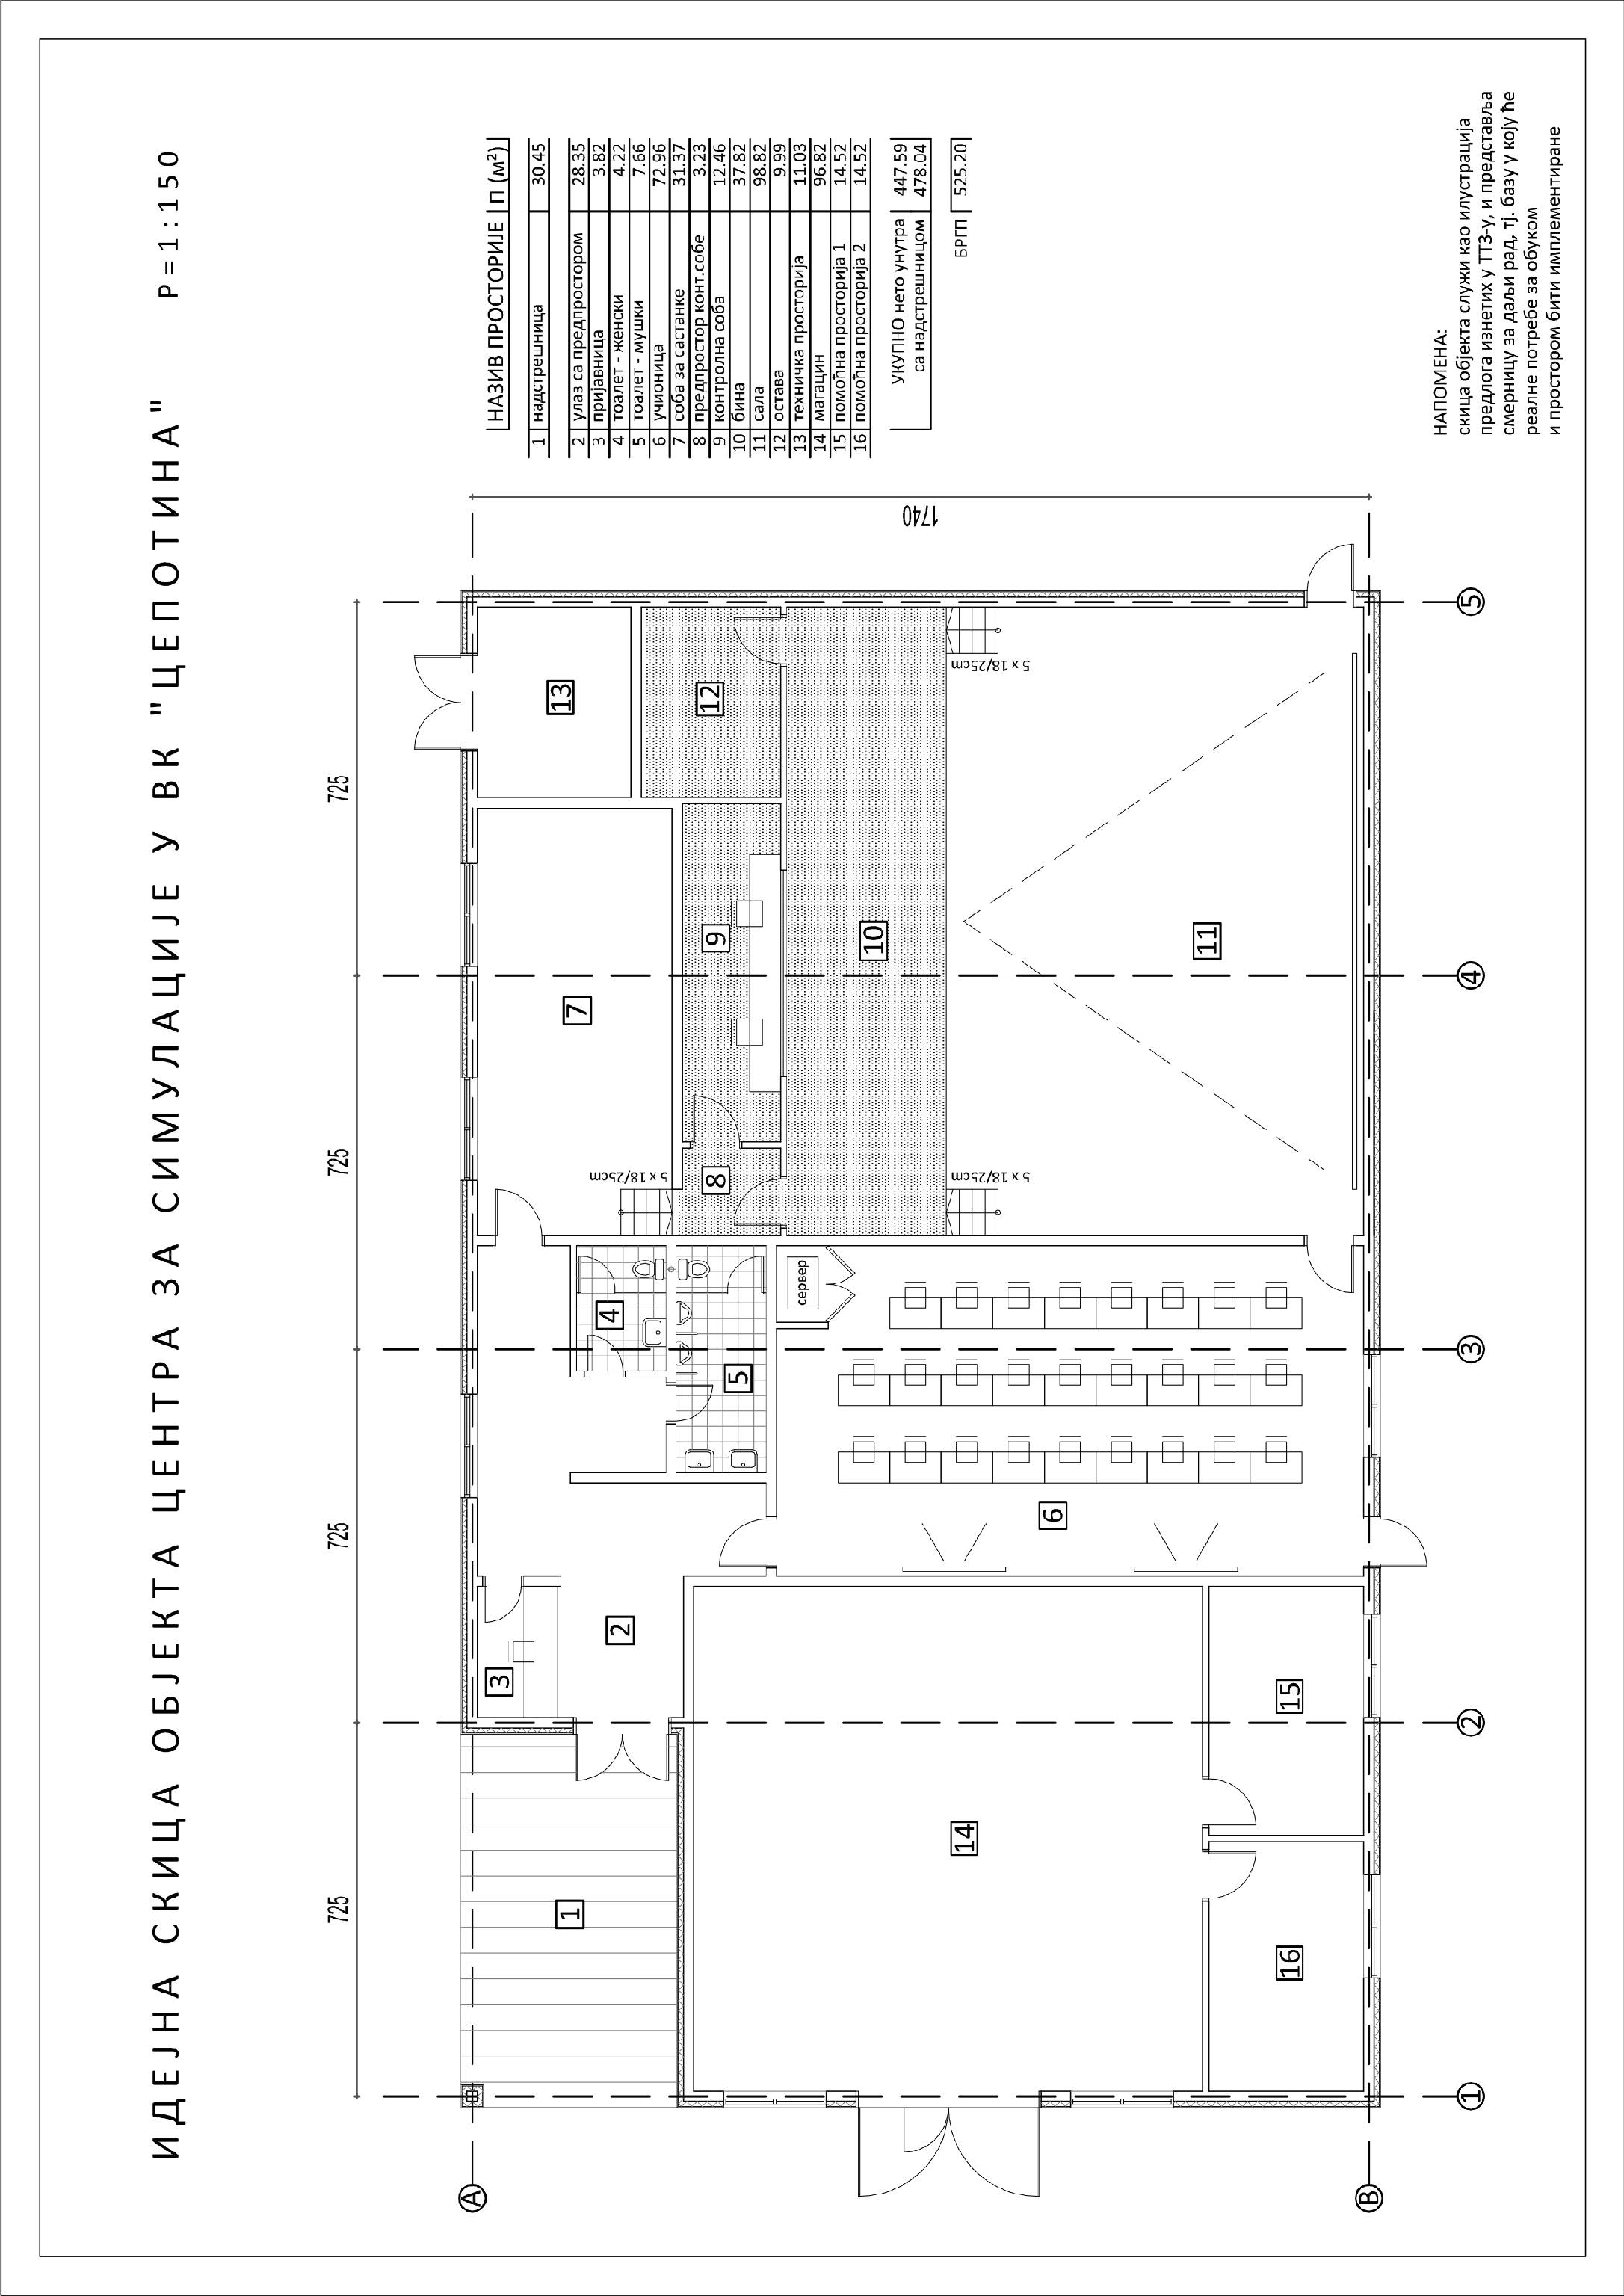 ИДЕЈНА СКИЦА ОБЈЕКТА ЦЕНТРА ЗА СИМУЛАЦИЈЕ У ВК "ЦЕПОТИНА" Р=1:150
НАЗИВ ПРОСТОРИЈЕ П (м²)
1 надстрешница 30.45
2 улаз са предпростором 28.35
3 пријавница 3.82
4 тоалет - женски 4.22
5 тоалет - мушки 7.66
6 учионица 72.96
7 соба за састанке 31.37
8 предпростор конт.собе 3.23
9 контролна соба 12.46
10 бина 37.82
11 сала 98.82
12 остава 9.99
13 техничка просторија 11.03
14 магацин 96.82
15 помоћна просторија 1 14.52
16 помоћна просторија 2 14.52
УКУПНО нето унутра 447.59
са надстрешницом 478.04
БРГП 525.20
725
725
725
725
1740
A
B
1
2
3
4
5
1
2
3
4
5
6
7
8
9
10
11
12
13
14
15
16
сервер
5 x 18/25cm
5 x 18/25cm
5 x 18/25cm
НАПОМЕНА:
скица објекта служи као илустрација
предлога изнетих у ТТЗ-у, и представља
смерницу за даљи рад, тј. базу у коју ће
реалне потребе за обуком
и простором бити имплементиране